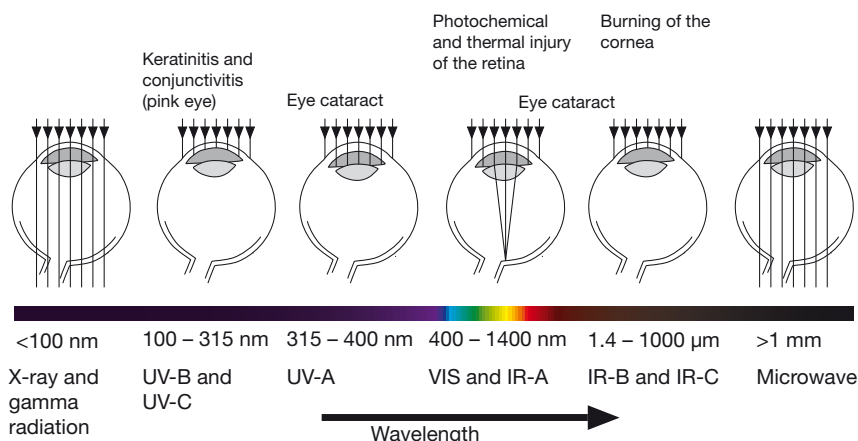 Photochemical
and thermal injury
of the retina
Burning of the
cornea
Keratinitis and
conjunctivitis
(pink eye)
Eye cataract
Eye cataract
<100 nm
100 – 315 nm
315 – 400 nm
400 – 1400 nm
1.4 – 1000 μm
>1 mm
X-ray and
gamma
radiation
UV-B and
UV-C
UV-A
VIS and IR-A
IR-B and IR-C
Microwave
Wavelength